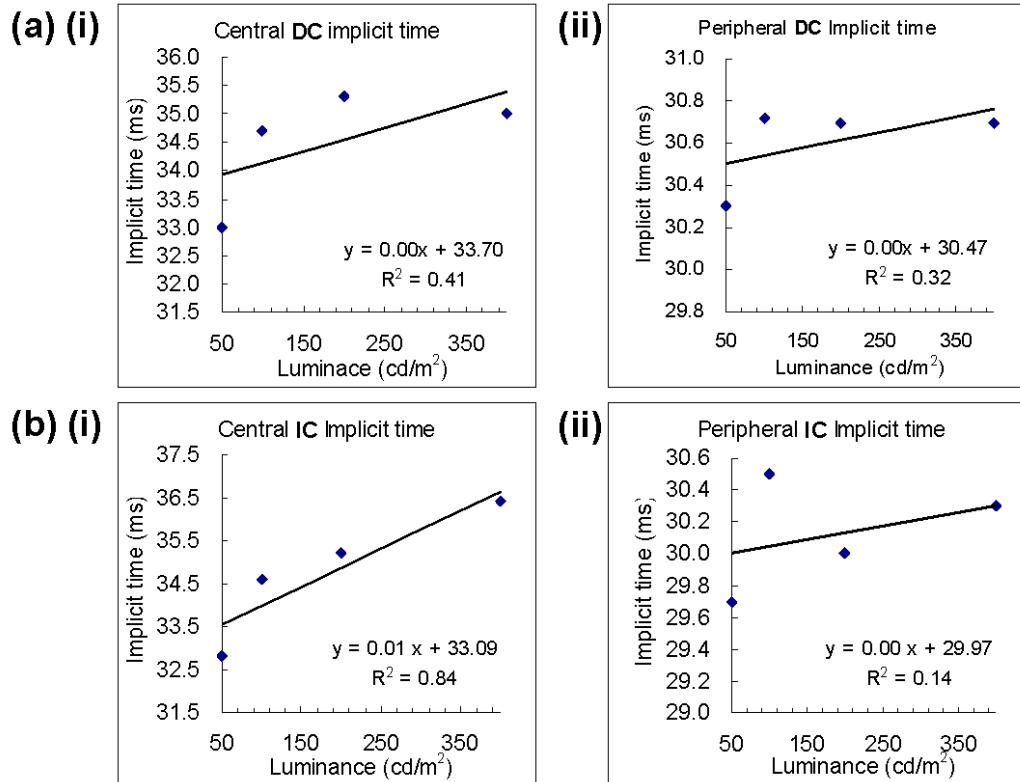 (a) (i)
Central DC implicit time
36.0
35.5
35.0
34.5
34.0
33.5
33.0
32.5
32.0
31.5
Implicit time (ms)
y = 0.00x + 33.70
R² = 0.41
50 150 250 350
Luminace (cd/m²)
(ii)
Peripheral DC Implicit time
31.0
30.8
30.6
30.4
30.2
30.0
29.8
Implicit time (ms)
y = 0.00x + 30.47
R² = 0.32
50 150 250 350
Luminance (cd/m²)
(b) (i)
Central IC Implicit time
37.5
36.5
35.5
34.5
33.5
32.5
31.5
Implicit time (ms)
y = 0.01 x + 33.09
R² = 0.84
50 150 250 350
Luminance (cd/m²)
(ii)
Peripheral IC Implicit time
30.6
30.4
30.2
30.0
29.8
29.6
29.4
29.2
29.0
Implicit time (ms)
y = 0.00 x + 29.97
R² = 0.14
50 150 250 350
Luminance (cd/m²)